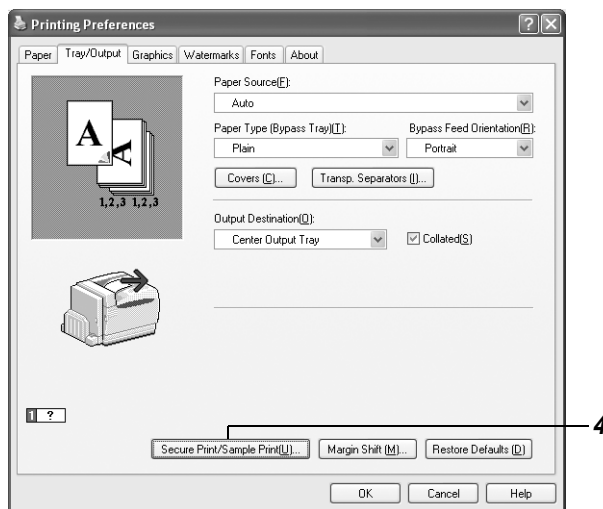 Printing Preferences
Paper Tray/Output Graphics Watermarks Fonts About
Paper Source(F):
Auto
Paper Type (Bypass Tray)(T): Bypass Feed Orientation(R):
Plain Portrait
Covers (C)... Transp. Separators (I)...
A A
1,2,3 1,2,3
Output Destination(O):
Center Output Tray Collated(S)
1 ?
4
Secure Print/Sample Print(U)... Margin Shift (M)... Restore Defaults (D)
OK Cancel Help